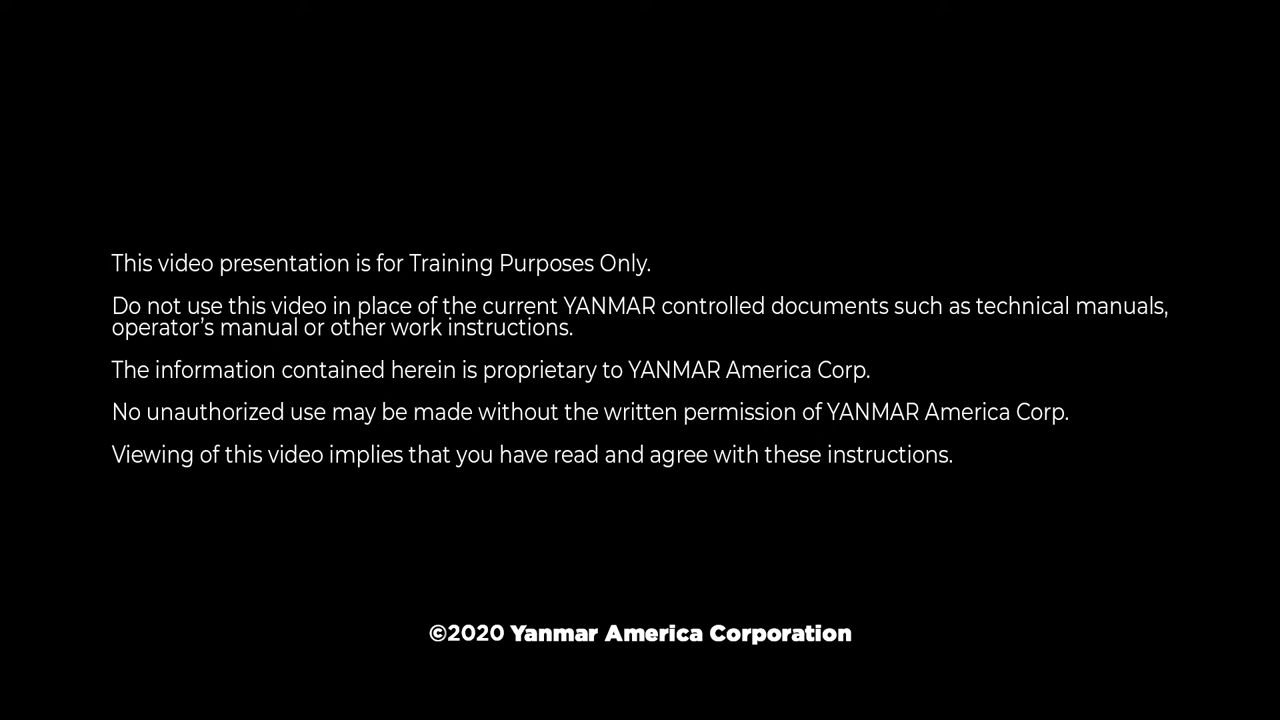 This video presentation is for Training Purposes Only.
Do not use this video in place of the current YANMAR controlled documents such as technical manuals,
operator’s manual or other work instructions.
The information contained herein is proprietary to YANMAR America Corp.
No unauthorized use may be made without the written permission of YANMAR America Corp.
Viewing of this video implies that you have read and agree with these instructions.
©2020 Yanmar America Corporation